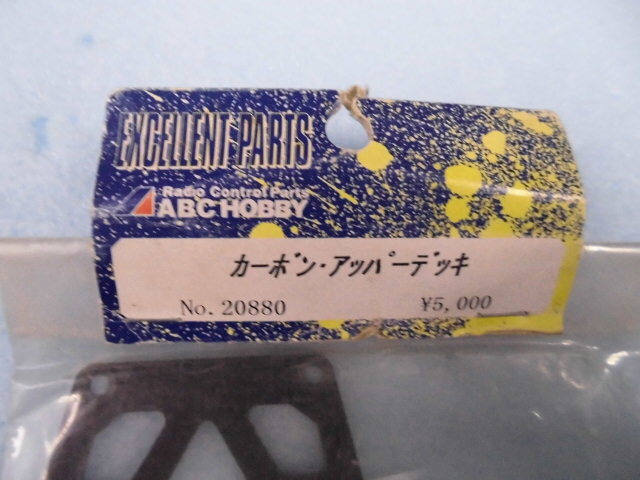 EXCELLENT PARTS
Radio Control Parts
ABC HOBBY
カーボン・アッパーデッキ
No. 20880 ¥5,000